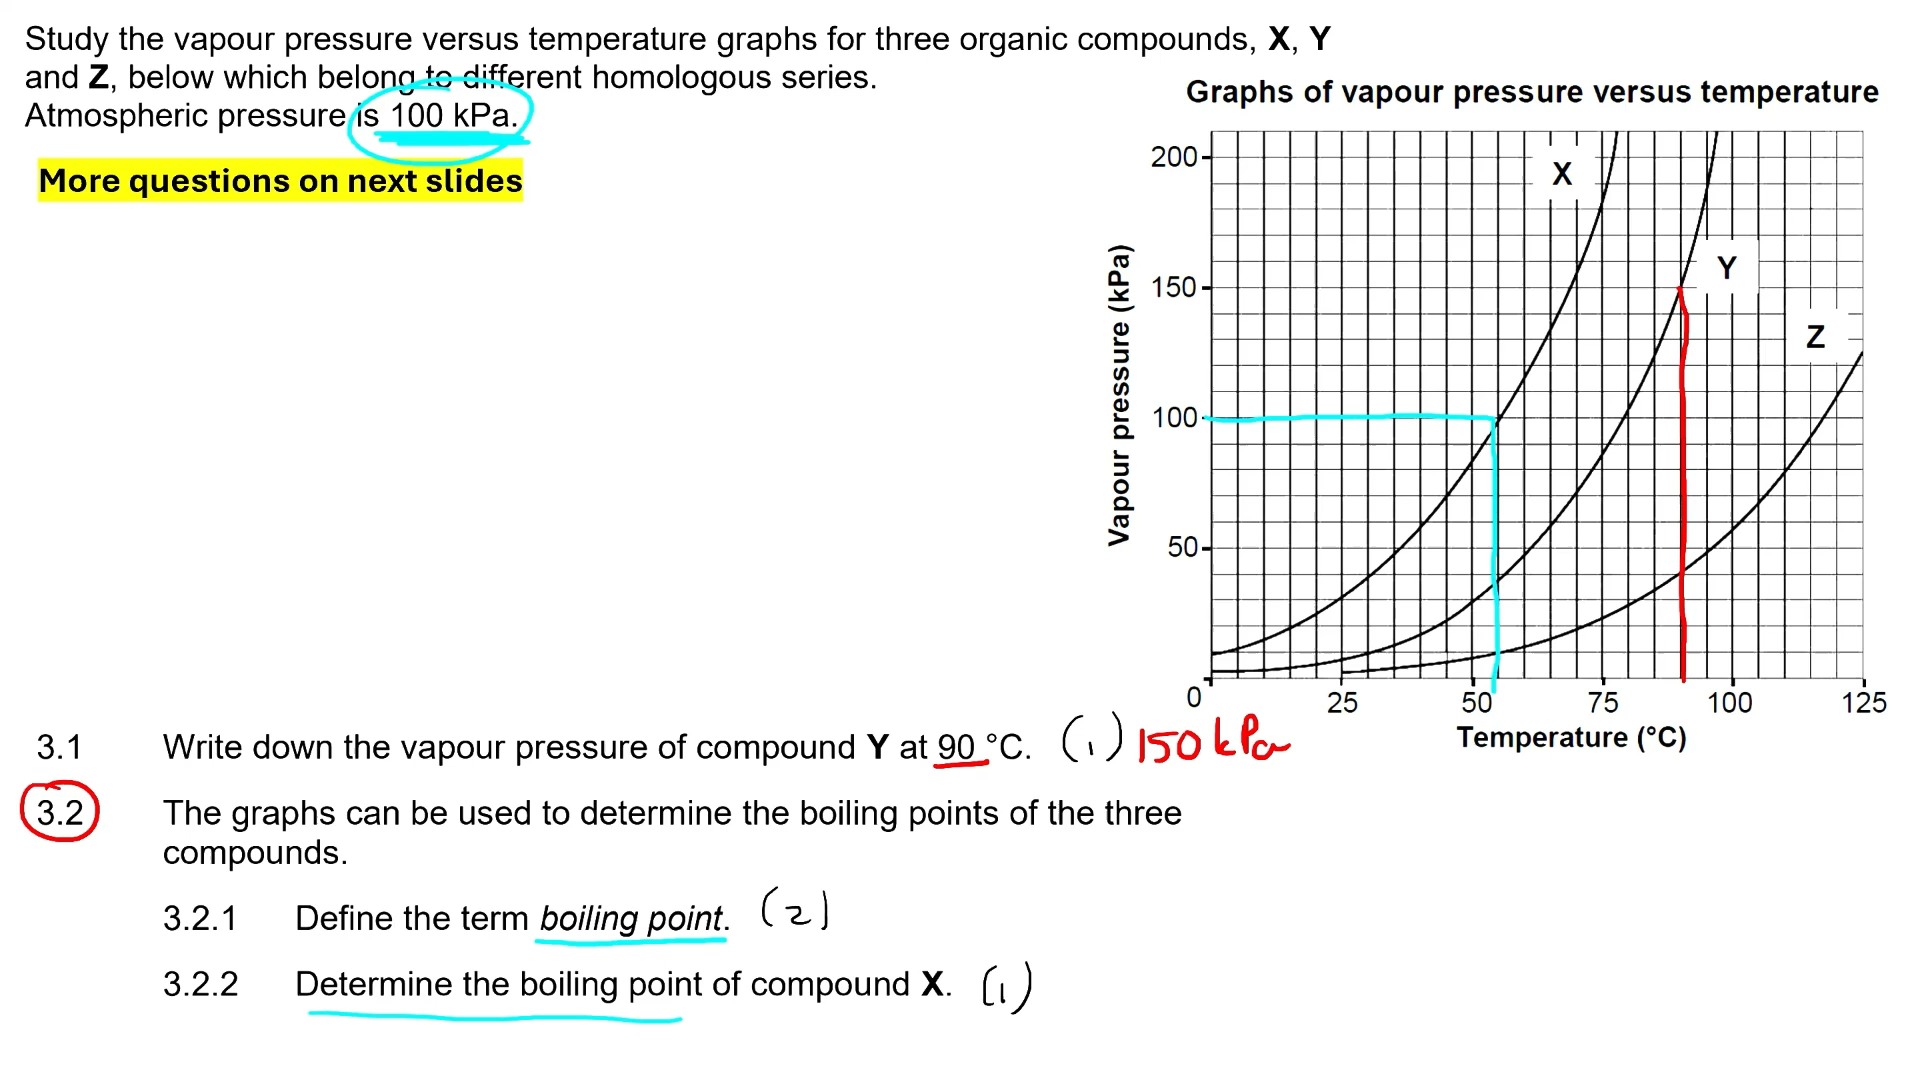 Study the vapour pressure versus temperature graphs for three organic compounds, X, Y
and Z, below which belong to different homologous series.
Atmospheric pressure is 100 kPa.
More questions on next slides
Graphs of vapour pressure versus temperature
200
150
100
50
0
25
50
75
100
125
X
Y
Z
Vapour pressure (kPa)
Temperature (°C)
3.1 Write down the vapour pressure of compound Y at 90 °C. (1) 150 kPa
3.2 The graphs can be used to determine the boiling points of the three
compounds.
3.2.1 Define the term boiling point. (2)
3.2.2 Determine the boiling point of compound X. (1)